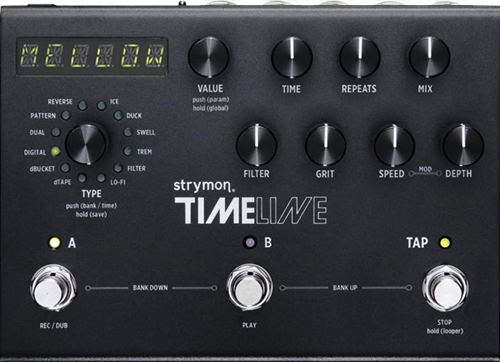 MELLOW
VALUE
push (param)
hold (global)
TIME
REPEATS
MIX
REVERSE
ICE
PATTERN
DUCK
DUAL
SWELL
DIGITAL
TREM
dBUCKET
FILTER
dTAPE
LO-FI
TYPE
push (bank / time)
hold (save)
FILTER
GRIT
SPEED
MOD
DEPTH
strymon®
TIMELINE
A
B
TAP
BANK DOWN
BANK UP
REC / DUB
PLAY
STOP
hold (looper)